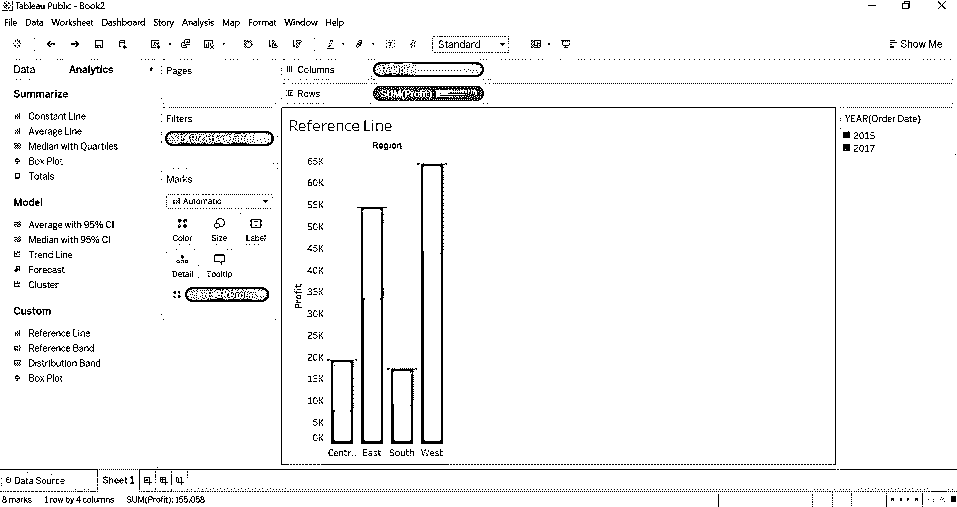 Tableau Public - Book2
File Data Worksheet Dashboard Story Analysis Map Format Window Help
Standard
Show Me
Data Analytics
Pages
Columns
Rows SUM(Profit)
Summarize
Constant Line
Average Line
Median with Quartiles
Box Plot
Totals
Model
Average with 95% CI
Median with 95% CI
Trend Line
Forecast
Cluster
Custom
Reference Line
Reference Band
Distribution Band
Box Plot
Filters
Marks
Automatic
Color Size Label
Detail Tooltip
Reference Line
Region
65K
60K
55K
50K
45K
40K
35K
30K
25K
20K
15K
10K
5K
0K
Profit
Centr.. East South West
YEAR(Order Date)
2015
2017
Data Source Sheet 1
8 marks 1 row by 4 columns SUM(Profit): 155,058